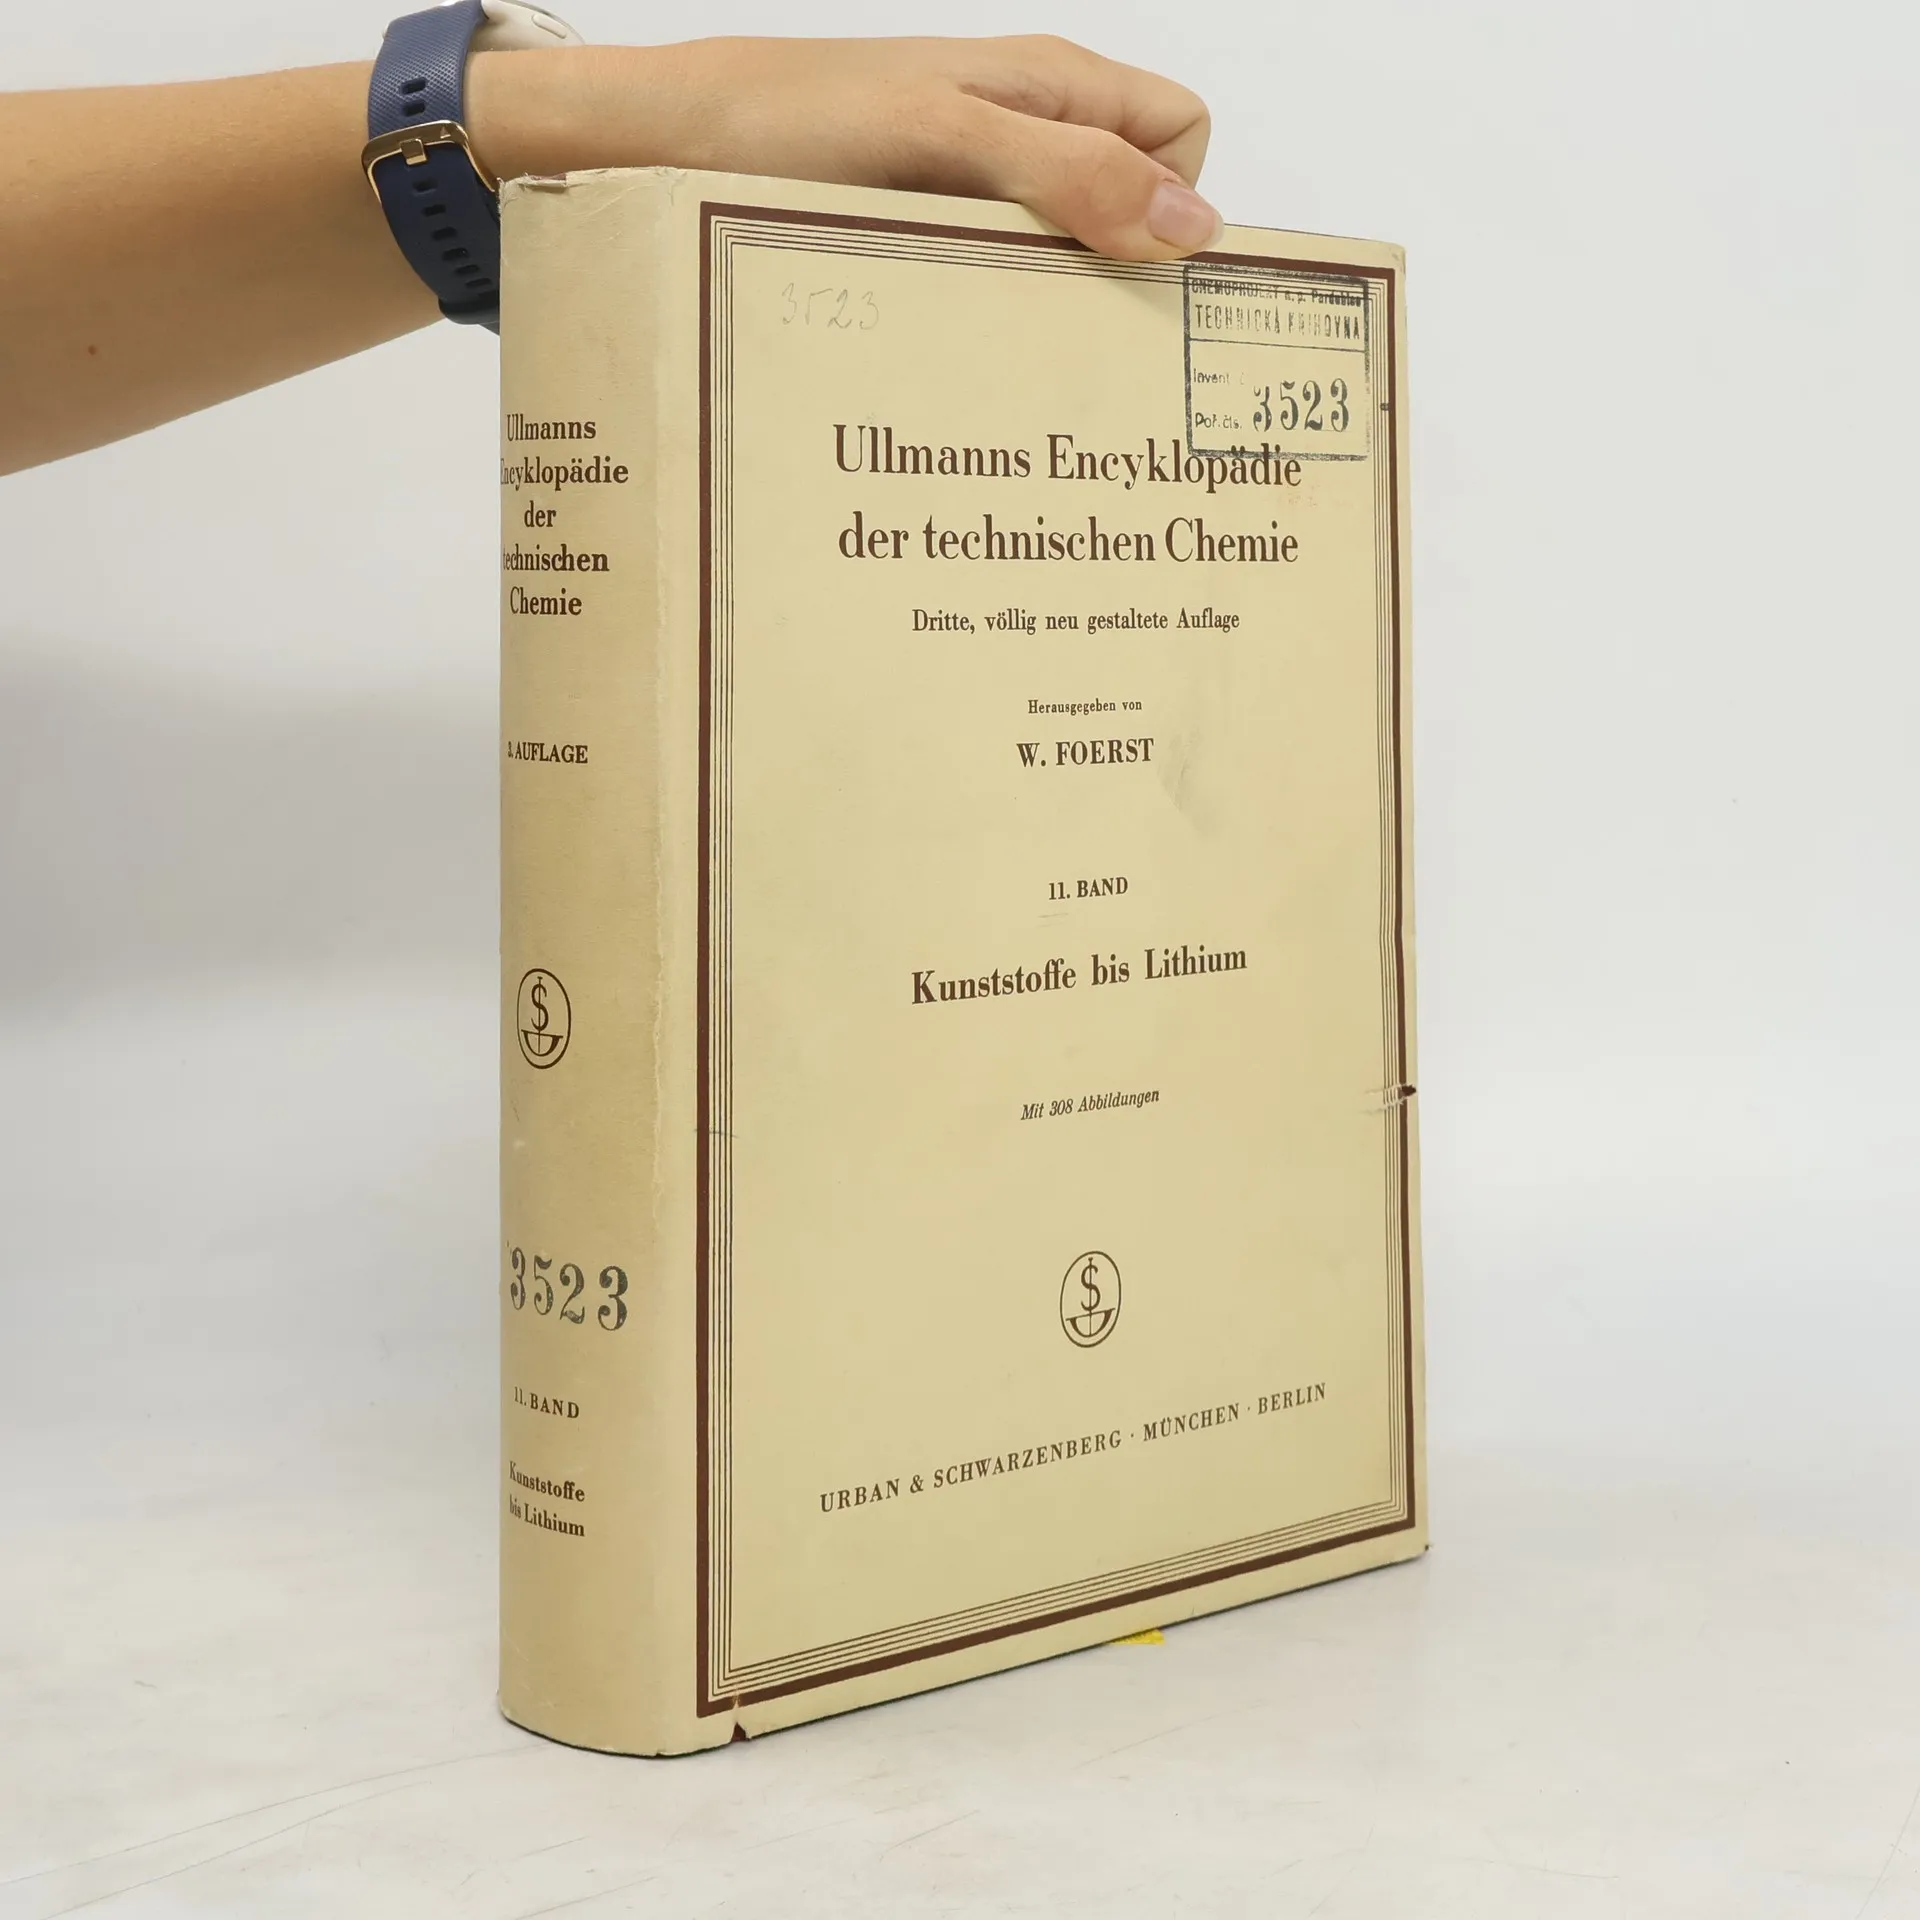 Ullmanns
Encyklopädie
der
technischen
Chemie
3. AUFLAGE
3523
11. BAND
Kunststoffe
bis Lithium
3523
CHEMOPROJEKT n. p. Pardubice
TECHNICKÁ KNIHOVNA
Invent
Poř. čís. 3523
Ullmanns Encyklopädie
der technischen Chemie
Dritte, völlig neu gestaltete Auflage
Herausgegeben von
W. FOERST
11. BAND
Kunststoffe bis Lithium
Mit 308 Abbildungen
URBAN & SCHWARZENBERG · MÜNCHEN · BERLIN